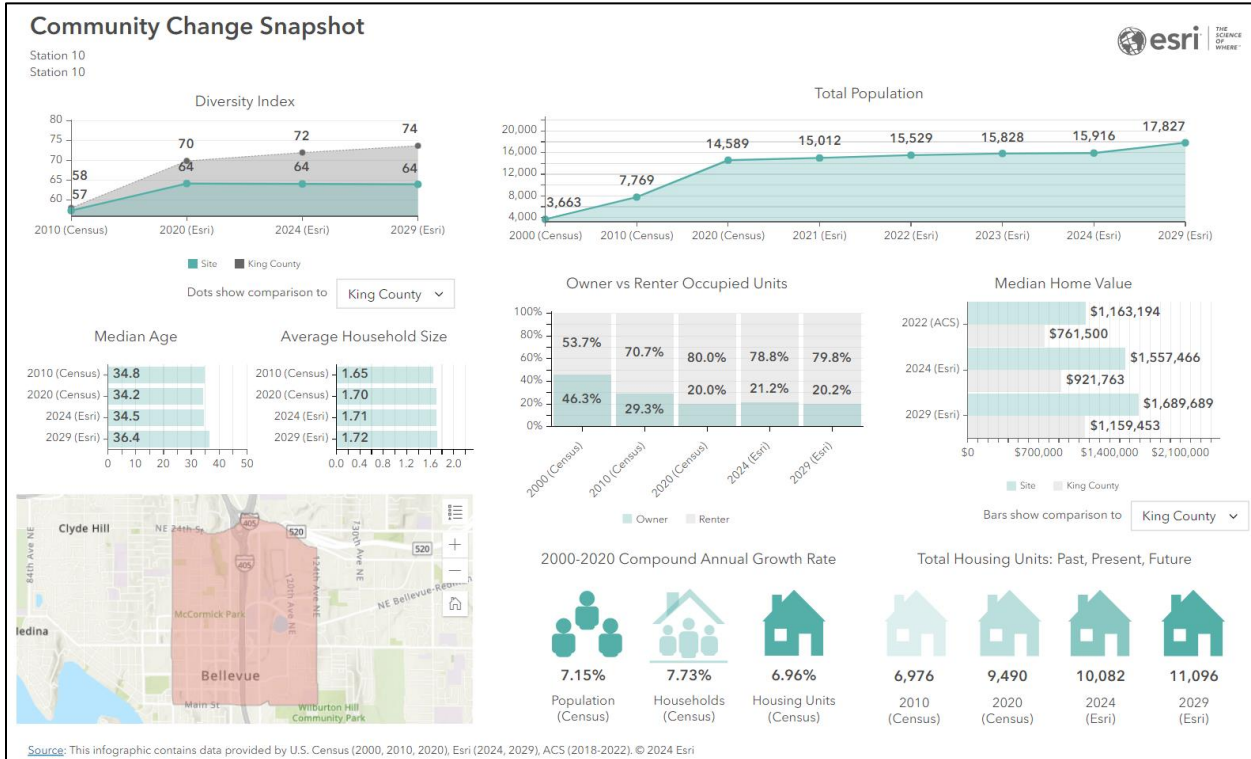 Community Change Snapshot
Station 10
Station 10
esri
THE
SCIENCE
OF
WHERE™
Diversity Index
80
75
70
65
60
58
57
70
64
72
64
74
64
2010 (Census) 2020 (Esri) 2024 (Esri) 2029 (Esri)
Site King County
Dots show comparison to King County
Total Population
20,000
16,000
12,000
8,000
4,000
3,663
7,769
14,589
15,012
15,529
15,828
15,916
17,827
2000 (Census) 2010 (Census) 2020 (Census) 2021 (Esri) 2022 (Esri) 2023 (Esri) 2024 (Esri) 2029 (Esri)
Median Age
2010 (Census) 34.8
2020 (Census) 34.2
2024 (Esri) 34.5
2029 (Esri) 36.4
0 10 20 30 40 50
Average Household Size
2010 (Census) 1.65
2020 (Census) 1.70
2024 (Esri) 1.71
2029 (Esri) 1.72
0.0 0.4 0.8 1.2 1.6 2.0
Owner vs Renter Occupied Units
100%
80%
60%
40%
20%
0%
53.7% 70.7% 80.0% 78.8% 79.8%
46.3% 29.3% 20.0% 21.2% 20.2%
2000 (Census) 2010 (Census) 2020 (Census) 2024 (Esri) 2029 (Esri)
Owner Renter
Median Home Value
2022 (ACS)
$1,163,194
$761,500
2024 (Esri)
$1,557,466
$921,763
2029 (Esri)
$1,689,689
$1,159,453
$0 $700,000 $1,400,000 $2,100,000
Site King County
Bars show comparison to King County
84th Ave NE
Clyde Hill
NE 24th St
405
520
130th Ave NE
520
405
124th Ave NE
120th Ave NE
McCormick Park
NE Bellevue-Redm
Medina
Bellevue
Main St
Wilburton Hill
Community Park
2000-2020 Compound Annual Growth Rate
7.15% 7.73% 6.96%
Population Households Housing Units
(Census) (Census) (Census)
Total Housing Units: Past, Present, Future
6,976 9,490 10,082 11,096
2010 2020 2024 2029
(Census) (Census) (Esri) (Esri)
Source: This infographic contains data provided by U.S. Census (2000, 2010, 2020), Esri (2024, 2029), ACS (2018-2022). © 2024 Esri